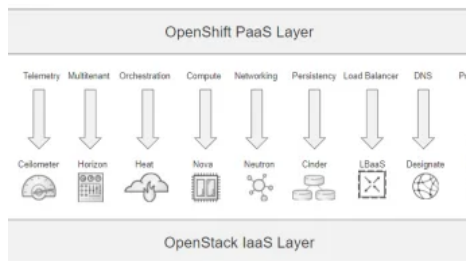 OpenShift PaaS Layer
Telemetry Multitenant Orchestration Compute Networking Persistency Load Balancer DNS
Ceilometer Horizon Heat Nova Neutron Cinder LBaaS Designate
OpenStack IaaS Layer